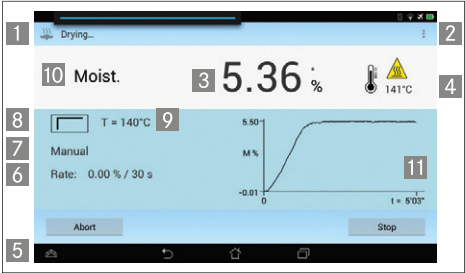 1 Drying... 2
10 Moist. 3 5.36 * % 141°C 4
8 T = 140°C 9
7 Manual
6 Rate: 0.00 % / 30 s
5.50
M %
-0.01
0 t = 6'03"
11
Abort Stop
5